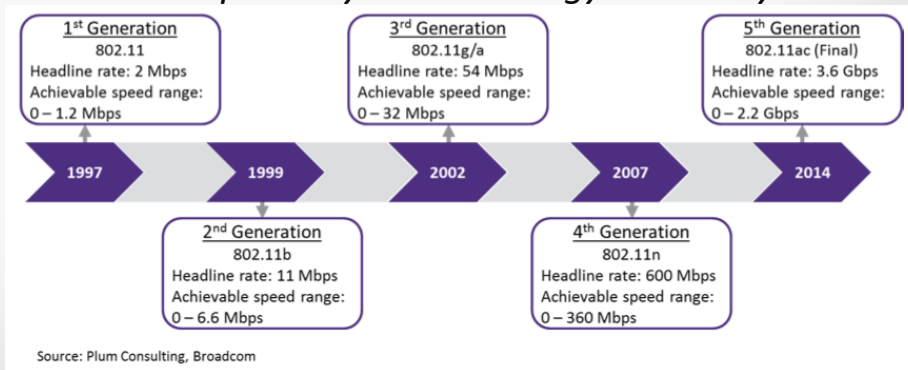 1st Generation
802.11
Headline rate: 2 Mbps
Achievable speed range:
0 – 1.2 Mbps
3rd Generation
802.11g/a
Headline rate: 54 Mbps
Achievable speed range:
0 – 32 Mbps
5th Generation
802.11ac (Final)
Headline rate: 3.6 Gbps
Achievable speed range:
0 – 2.2 Gbps
1997
1999
2002
2007
2014
2nd Generation
802.11b
Headline rate: 11 Mbps
Achievable speed range:
0 – 6.6 Mbps
4th Generation
802.11n
Headline rate: 600 Mbps
Achievable speed range:
0 – 360 Mbps
Source: Plum Consulting, Broadcom